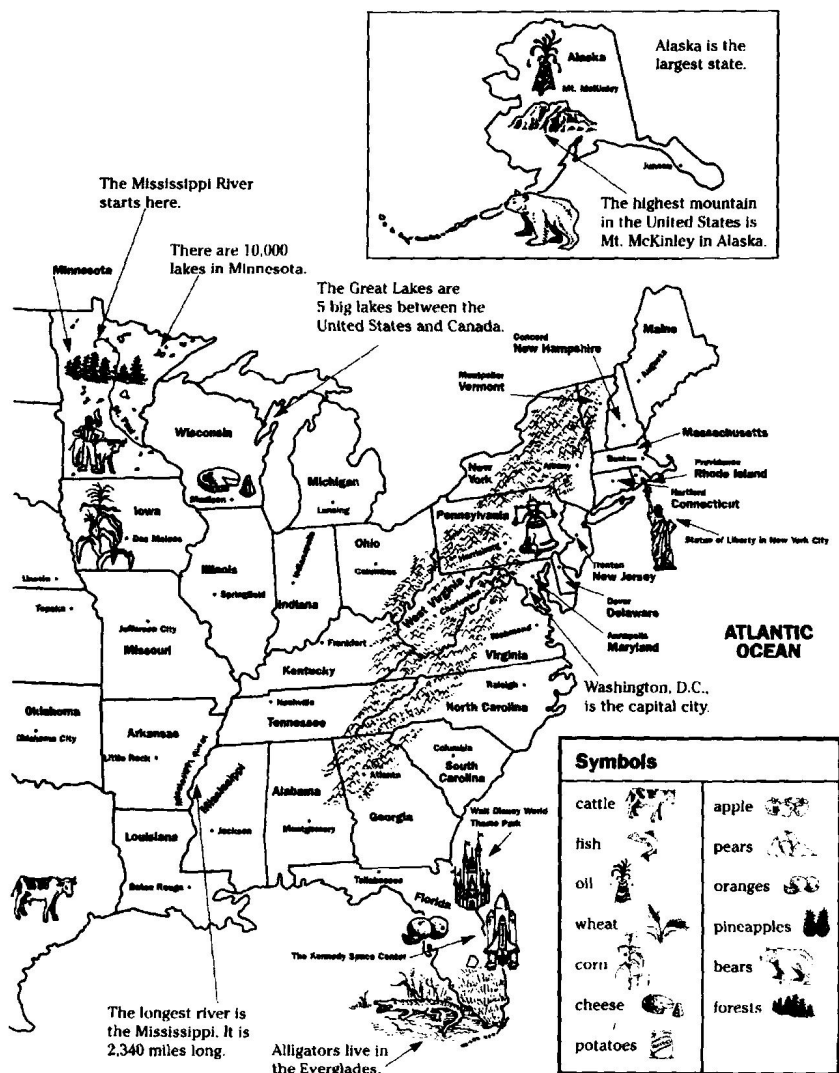 Alaska is the
largest state.
Alaska
Mt. McKinley
Juneau
The highest mountain
in the United States is
Mt. McKinley in Alaska.
The Mississippi River
starts here.
There are 10,000
lakes in Minnesota.
Minnesota
The Great Lakes are
5 big lakes between the
United States and Canada.
St. Paul
Wisconsin
Madison
Michigan
Lansing
Concord
New Hampshire
Maine
Augusta
Montpelier
Vermont
Massachusetts
Boston
New
York
Albany
Providence
Rhode Island
Hartford
Connecticut
Statue of Liberty in New York City
Iowa
Des Moines
Illinois
Springfield
Indianapolis
Indiana
Ohio
Columbus
Pennsylvania
Harrisburg
Trenton
New Jersey
Dover
Delaware
Annapolis
Maryland
West Virginia
Charleston
Richmond
Virginia
ATLANTIC
OCEAN
Washington, D.C.,
is the capital city.
Lincoln
Topeka
Jefferson City
Missouri
Frankfort
Kentucky
Nashville
Tennessee
Raleigh
North Carolina
Oklahoma
Oklahoma City
Arkansas
Little Rock
Mississippi River
Mississippi
Jackson
Alabama
Montgomery
Atlanta
Georgia
Columbia
South
Carolina
Louisiana
Baton Rouge
Tallahassee
Florida
Walt Disney World
Theme Park
The Kennedy Space Center
The longest river is
the Mississippi. It is
2,340 miles long.
Alligators live in
the Everglades.
Symbols
cattle
fish
oil
wheat
corn
cheese
potatoes
apple
pears
oranges
pineapples
bears
forests